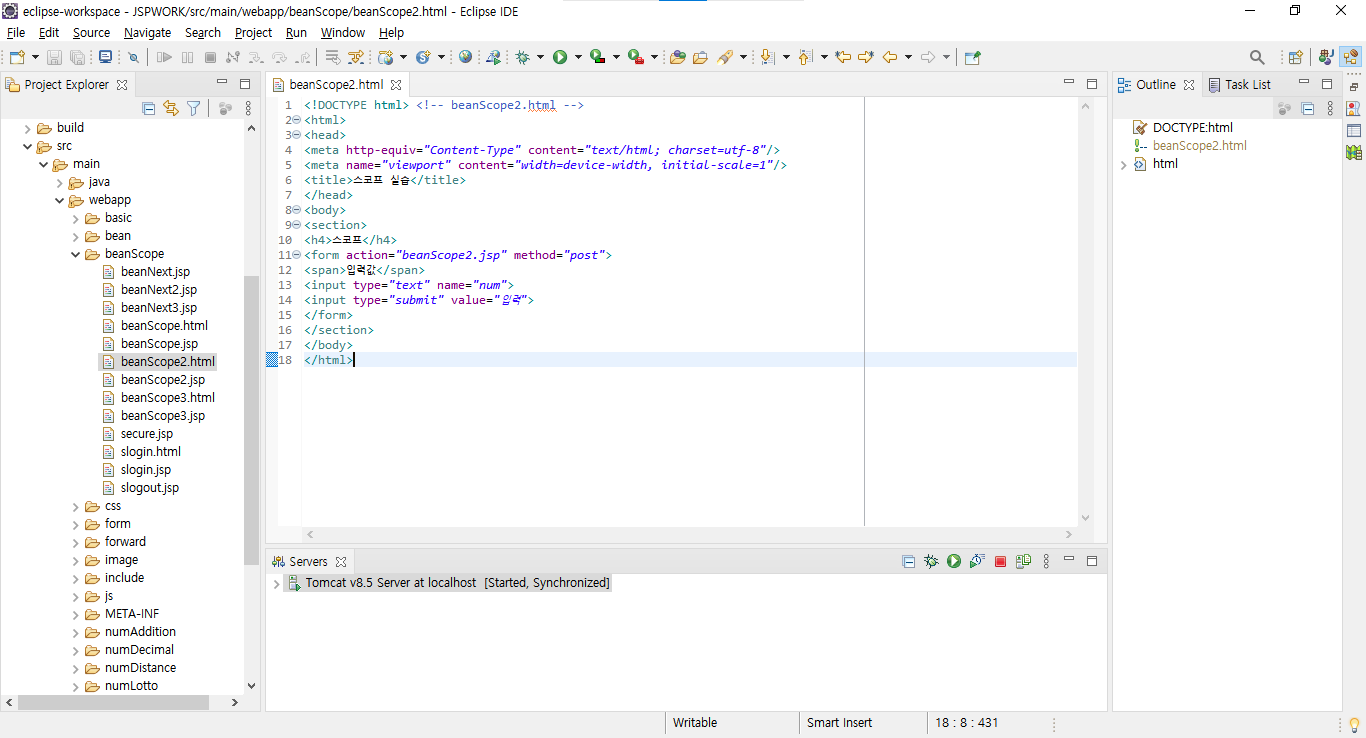 eclipse-workspace - JSPWORK/src/main/webapp/beanScope/beanScope2.html - Eclipse IDE
File Edit Source Navigate Search Project Run Window Help
Project Explorer
build
src
main
java
webapp
basic
bean
beanScope
beanNext.jsp
beanNext2.jsp
beanNext3.jsp
beanScope.html
beanScope.jsp
beanScope2.html
beanScope2.jsp
beanScope3.html
beanScope3.jsp
secure.jsp
slogin.html
slogin.jsp
slogout.jsp
css
form
forward
image
include
js
META-INF
numAddition
numDecimal
numDistance
numLotto
beanScope2.html
1 <!DOCTYPE html> <!-- beanScope2.html -->
2 <html>
3 <head>
4 <meta http-equiv="Content-Type" content="text/html; charset=utf-8"/>
5 <meta name="viewport" content="width=device-width, initial-scale=1"/>
6 <title>스코프 실습</title>
7 </head>
8 <body>
9 <section>
10 <h4>스코프</h4>
11 <form action="beanScope2.jsp" method="post">
12 <span>입력값</span>
13 <input type="text" name="num">
14 <input type="submit" value="입력">
15 </form>
16 </section>
17 </body>
18 </html>
Servers
Tomcat v8.5 Server at localhost [Started, Synchronized]
Outline Task List
DOCTYPE:html
beanScope2.html
html
Writable Smart Insert 18 : 8 : 431